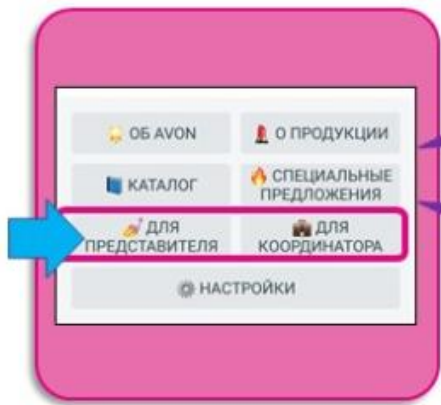 ОБ AVON
О ПРОДУКЦИИ
КАТАЛОГ
СПЕЦИАЛЬНЫЕ
ПРЕДЛОЖЕНИЯ
ДЛЯ
ПРЕДСТАВИТЕЛЯ
ДЛЯ
КООРДИНАТОРА
НАСТРОЙКИ